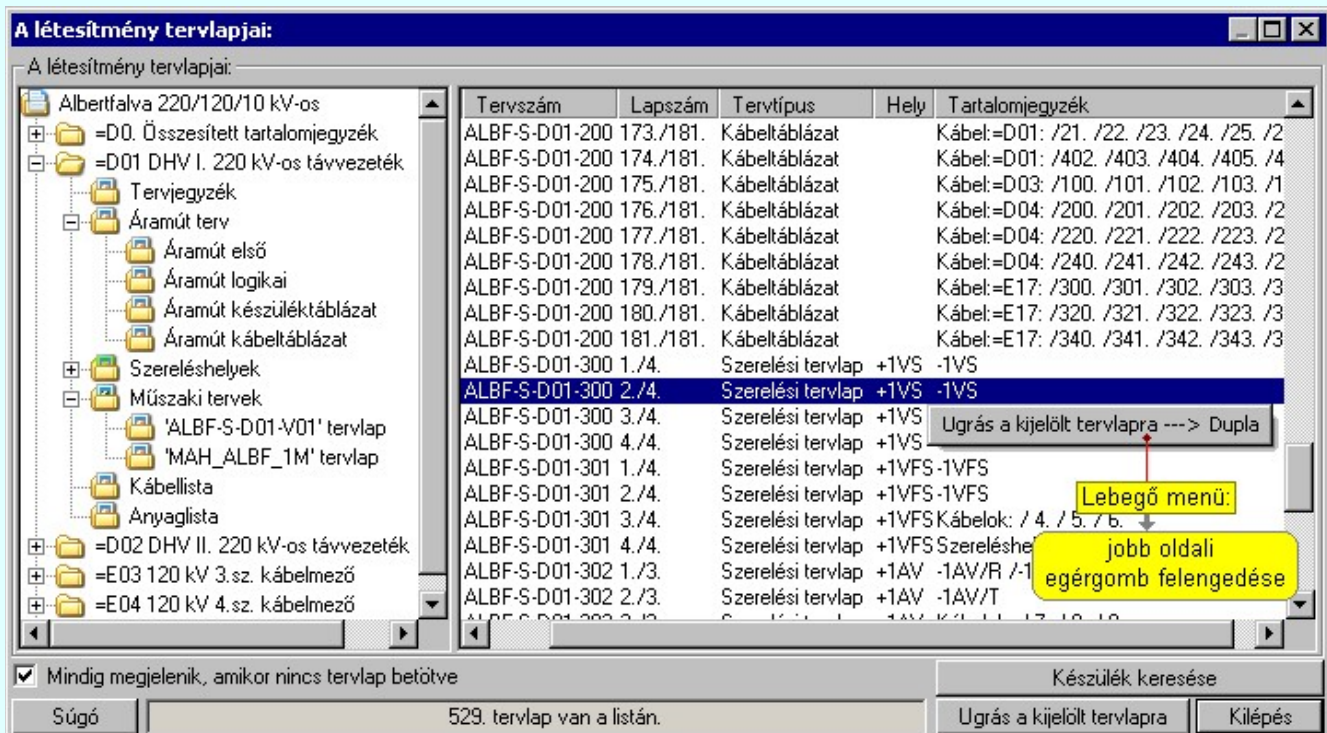 A létesítmény tervlapjai:
A létesítmény tervlapjai:
Albertfalva 220/120/10 kV-os
=D0. Összesített tartalomjegyzék
=D01 DHV I. 220 kV-os távvezeték
Tervjegyzék
Áramút terv
Áramút első
Áramút logikai
Áramút készüléktáblázat
Áramút kábeltáblázat
Szereléshelyek
Műszaki tervek
'ALBF-S-D01-V01' tervlap
'MAH_ALBF_1M' tervlap
Kábellista
Anyaglista
=D02 DHV II. 220 kV-os távvezeték
=E03 120 kV 3.sz. kábelmező
=E04 120 kV 4.sz. kábelmező
Tervszám Lapszám Tervtípus Hely Tartalomjegyzék
ALBF-S-D01-200 173./181. Kábeltáblázat Kábel:=D01: /21. /22. /23. /24. /25. /2
ALBF-S-D01-200 174./181. Kábeltáblázat Kábel:=D01: /402. /403. /404. /405. /4
ALBF-S-D01-200 175./181. Kábeltáblázat Kábel:=D03: /100. /101. /102. /103. /1
ALBF-S-D01-200 176./181. Kábeltáblázat Kábel:=D04: /200. /201. /202. /203. /2
ALBF-S-D01-200 177./181. Kábeltáblázat Kábel:=D04: /220. /221. /222. /223. /2
ALBF-S-D01-200 178./181. Kábeltáblázat Kábel:=D04: /240. /241. /242. /243. /2
ALBF-S-D01-200 179./181. Kábeltáblázat Kábel:=E17: /300. /301. /302. /303. /3
ALBF-S-D01-200 180./181. Kábeltáblázat Kábel:=E17: /320. /321. /322. /323. /3
ALBF-S-D01-200 181./181. Kábeltáblázat Kábel:=E17: /340. /341. /342. /343. /3
ALBF-S-D01-300 1./4. Szerelési tervlap +1VS -1VS
ALBF-S-D01-300 2./4. Szerelési tervlap +1VS -1VS
ALBF-S-D01-300 3./4. Szerelési tervlap +1VS
ALBF-S-D01-300 4./4. Szerelési tervlap +1VS
Ugrás a kijelölt tervlapra ---> Dupla
ALBF-S-D01-301 1./4. Szerelési tervlap +1VFS -1VFS
ALBF-S-D01-301 2./4. Szerelési tervlap +1VFS -1VFS
Lebegő menü:
ALBF-S-D01-301 3./4. Szerelési tervlap +1VFS Kábelok: / 4. / 5. / 6.
ALBF-S-D01-301 4./4. Szerelési tervlap +1VFS Szereléshe
jobb oldali
egérgomb felengedése
ALBF-S-D01-302 1./3. Szerelési tervlap +1AV -1AV/R /-1
ALBF-S-D01-302 2./3. Szerelési tervlap +1AV -1AV/T
Mindig megjelenik, amikor nincs tervlap betötve
Készülék keresése
Súgó
529. tervlap van a listán.
Ugrás a kijelölt tervlapra
Kilépés